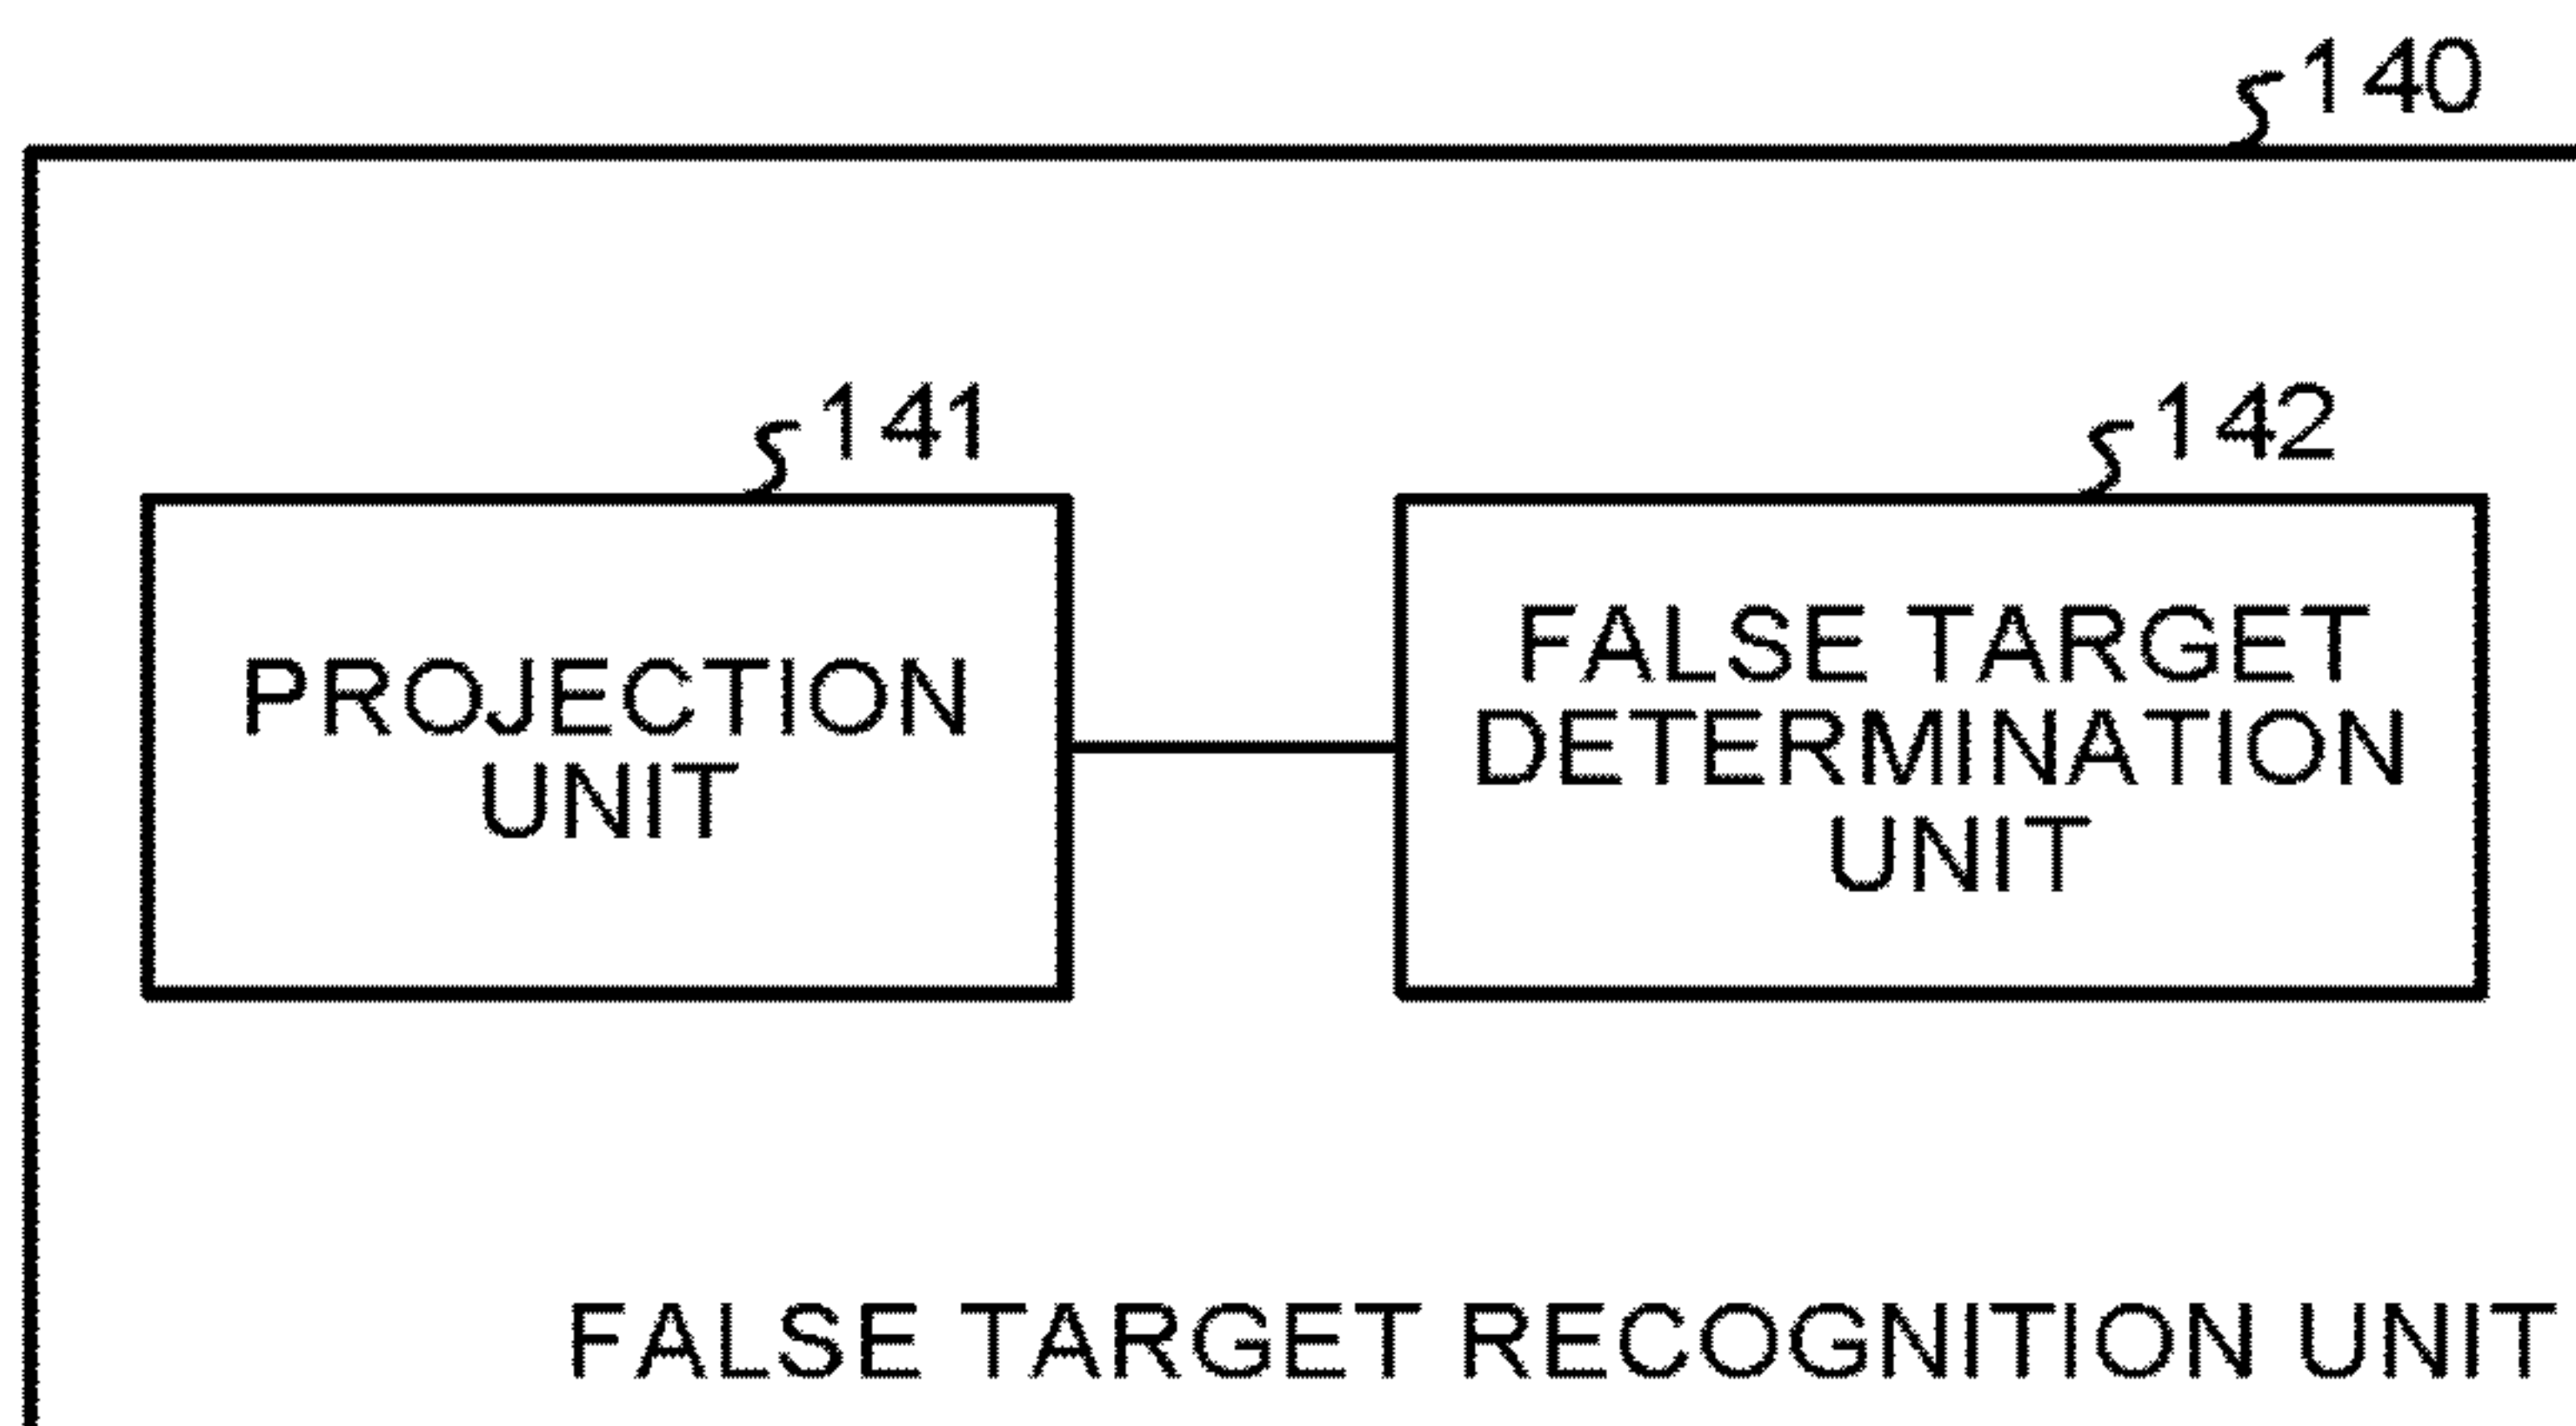 140
141
142
PROJECTION
UNIT
FALSE TARGET
DETERMINATION
UNIT
FALSE TARGET RECOGNITION UNIT